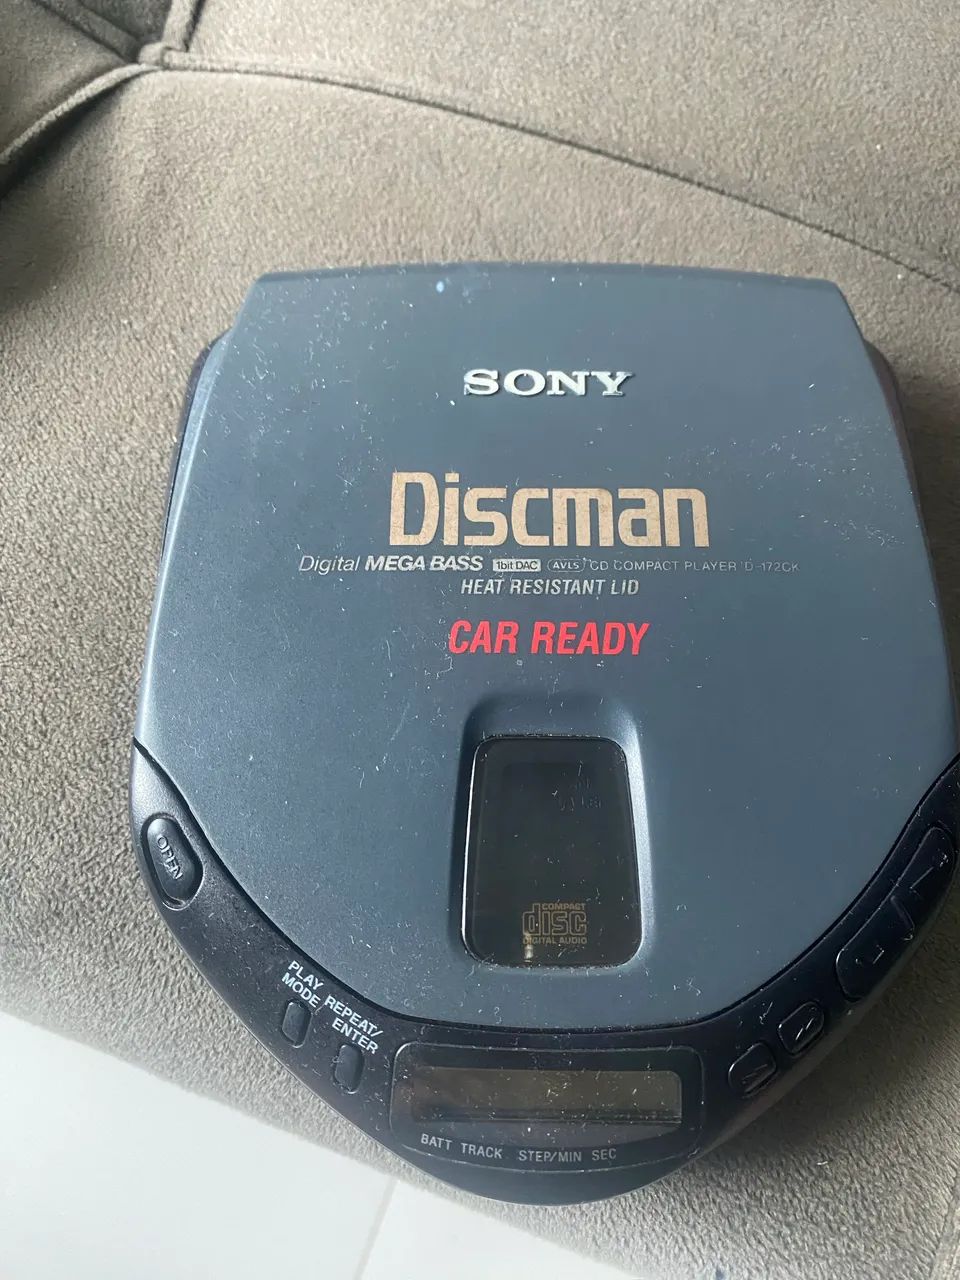 SONY
Discman
Digital MEGA BASS 1bit DAC AVLS CD COMPACT PLAYER D-172CK
HEAT RESISTANT LID
CAR READY
COMPACT
disc
DIGITAL AUDIO
OPEN
PLAY
MODE
REPEAT/
ENTER
BATT TRACK STEP/MIN SEC